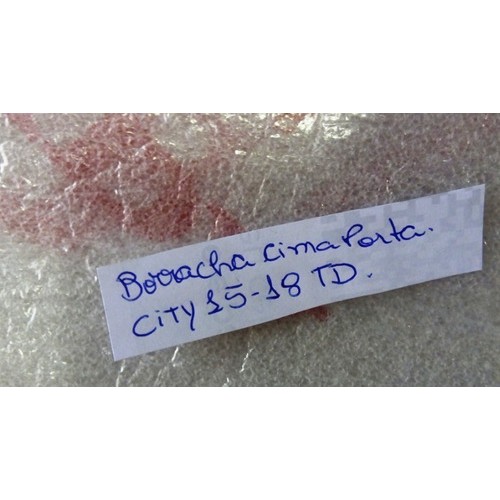 Borracha cima Porta.
City 15-18 TD.